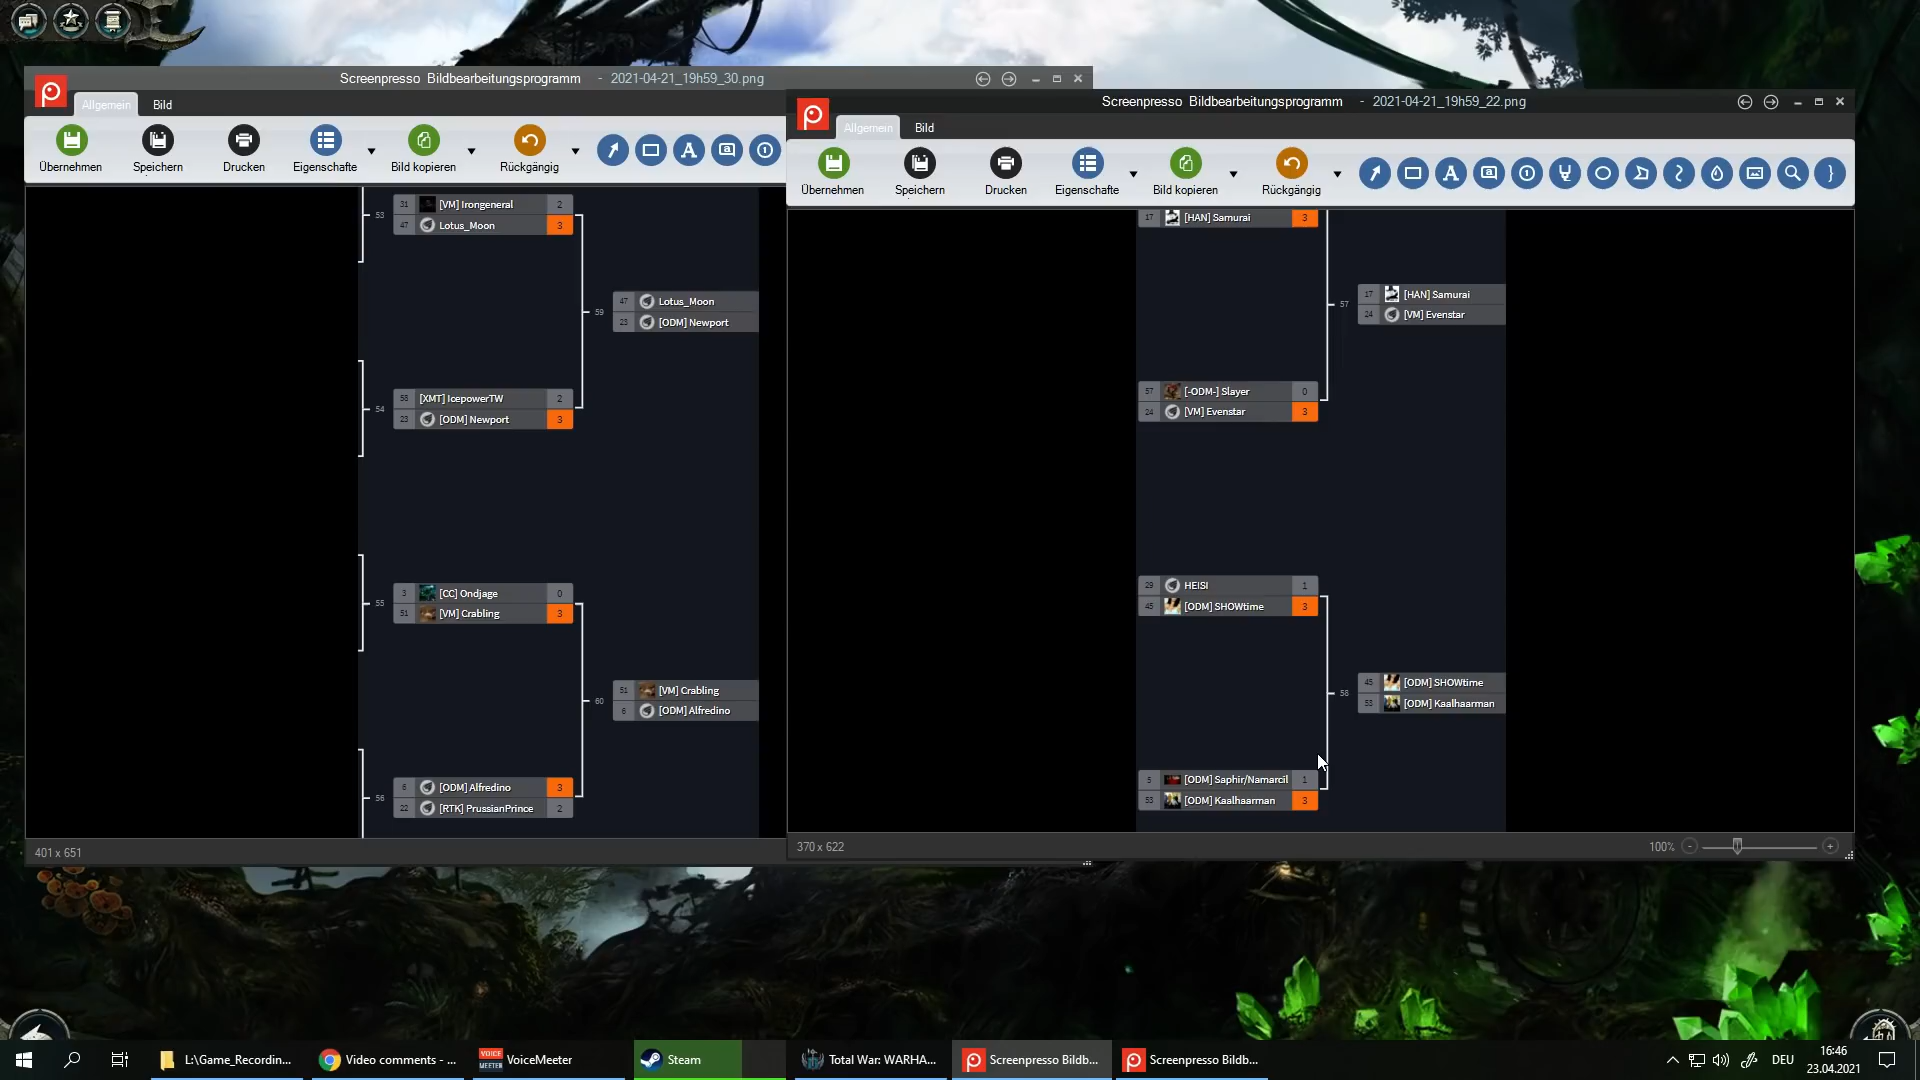 Screenpresso Bildbearbeitungsprogramm - 2021-04-21_19h59_30.png
Allgemein Bild
Übernehmen Speichern Drucken Eigenschafte Bild kopieren Rückgängig
31 [VM] Irongeneral 2
53
47 Lotus_Moon 3
47 Lotus_Moon
59
23 [ODM] Newport
[XMT] IcepowerTW 2
54
23 [ODM] Newport 3
3 [CC] Ondjage 0
55
51 [VM] Crabling 3
51 [VM] Crabling
60
6 [ODM] Alfredino
6 [ODM] Alfredino 3
56
22 [RTK] PrussianPrince 2
401 x 651
Screenpresso Bildbearbeitungsprogramm - 2021-04-21_19h59_22.png
Allgemein Bild
Übernehmen Speichern Drucken Eigenschafte Bild kopieren Rückgängig
17 [HAN] Samurai 3
17 [HAN] Samurai
57
24 [VM] Evenstar
57 [-ODM-] Slayer 0
24 [VM] Evenstar 3
29 HEISI 1
45 [ODM] SHOWtime 3
45 [ODM] SHOWtime
58
53 [ODM] Kaalhaarman
5 [ODM] Saphir/Namarcil 1
53 [ODM] Kaalhaarman 3
370 x 622
100%
L:\Game_Recordin...
Video comments - ...
VOICE MEETER VoiceMeeter
Steam
Total War: WARHA...
Screenpresso Bildb...
Screenpresso Bildb...
DEU
16:46
23.04.2021